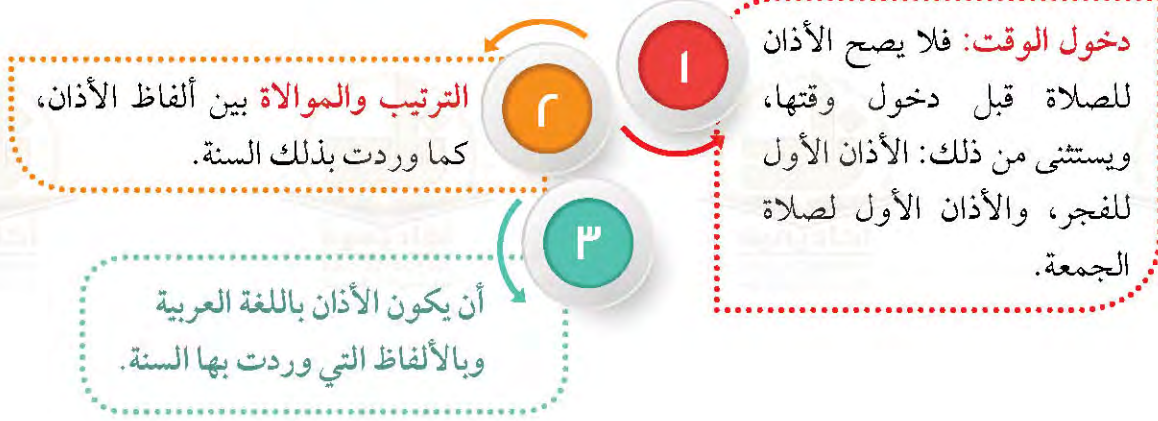 ١
دخول الوقت: فلا يصح الأذان
للصلاة قبل دخول وقتها،
ويستثنى من ذلك: الأذان الأول
للفجر، والأذان الأول لصلاة
الجمعة.
٢
الترتيب والموالاة بين ألفاظ الأذان،
كما وردت بذلك السنة.
٣
أن يكون الأذان باللغة العربية
وبالألفاظ التي وردت بها السنة.